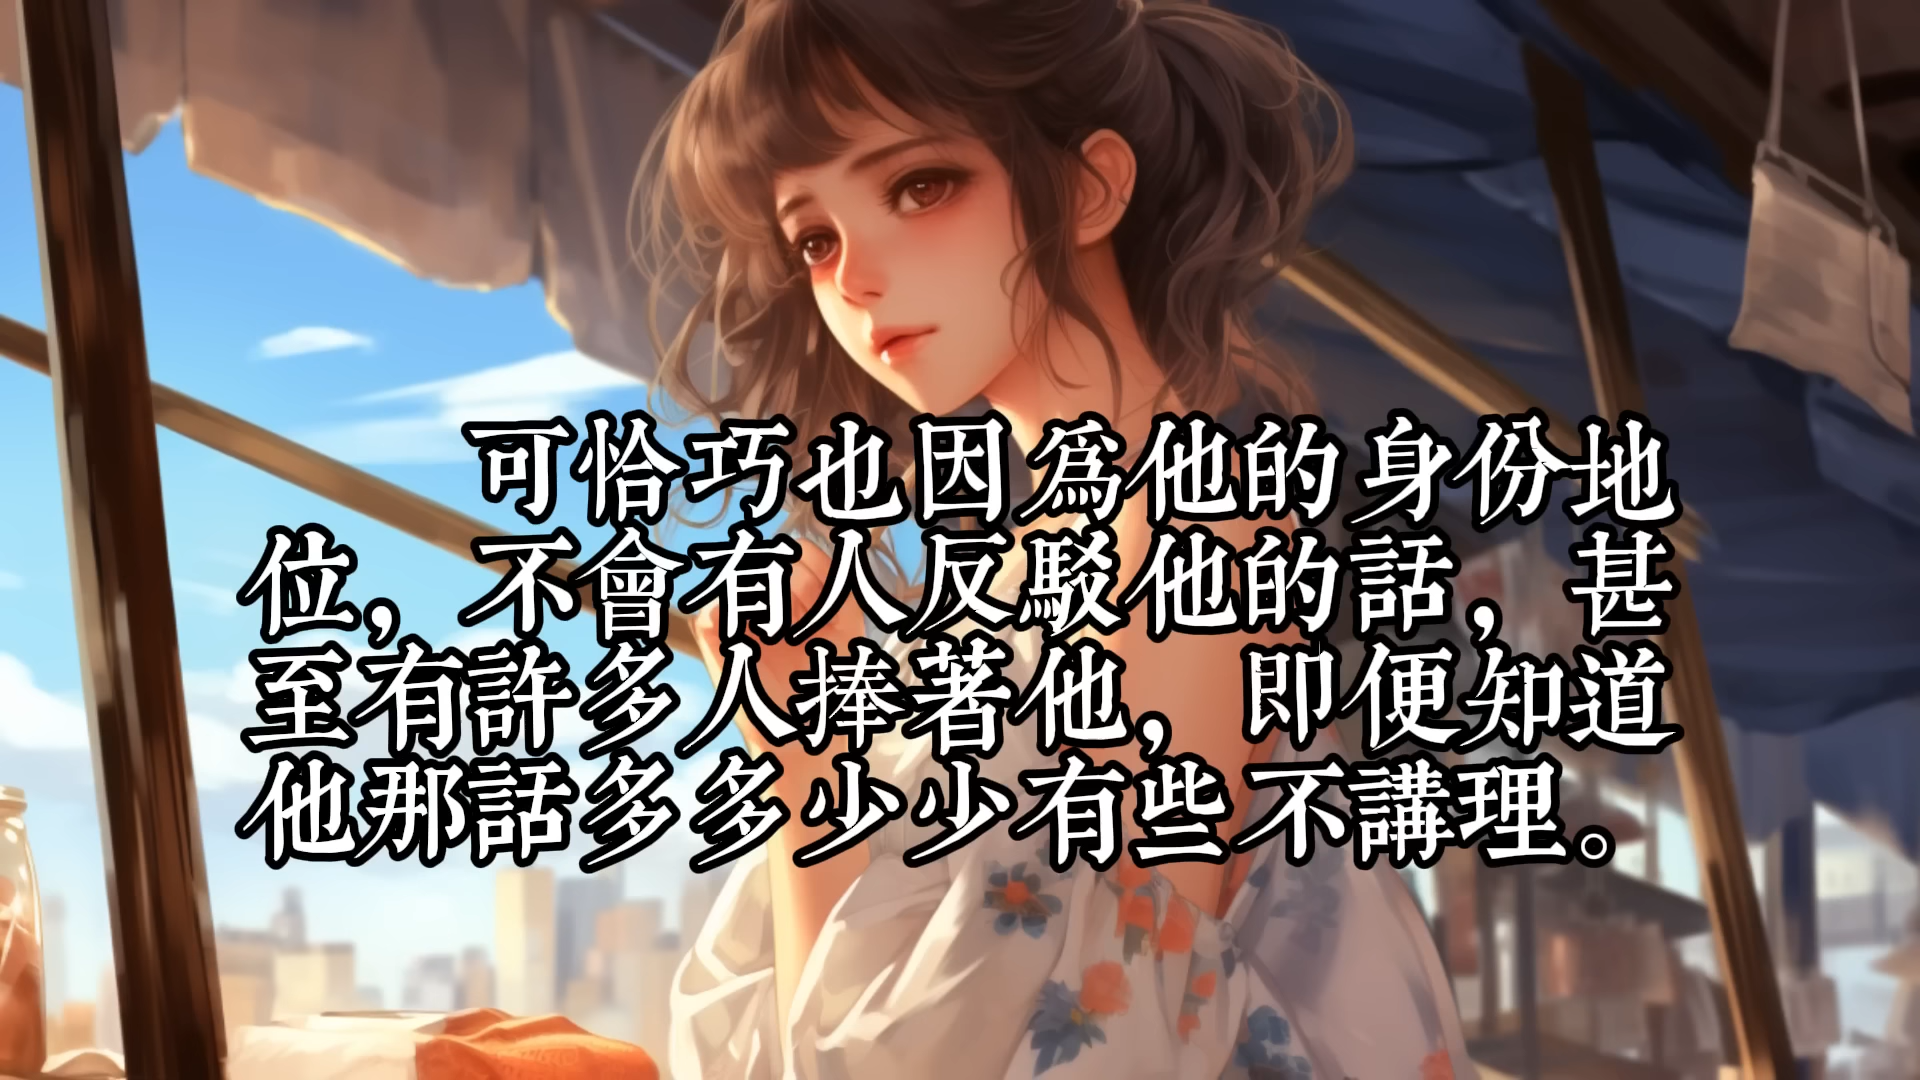 可恰巧也因爲他的身份地
位，不會有人反駁他的話，甚
至有許多人捧著他，即便知道
他那話多多少少有些不講理。